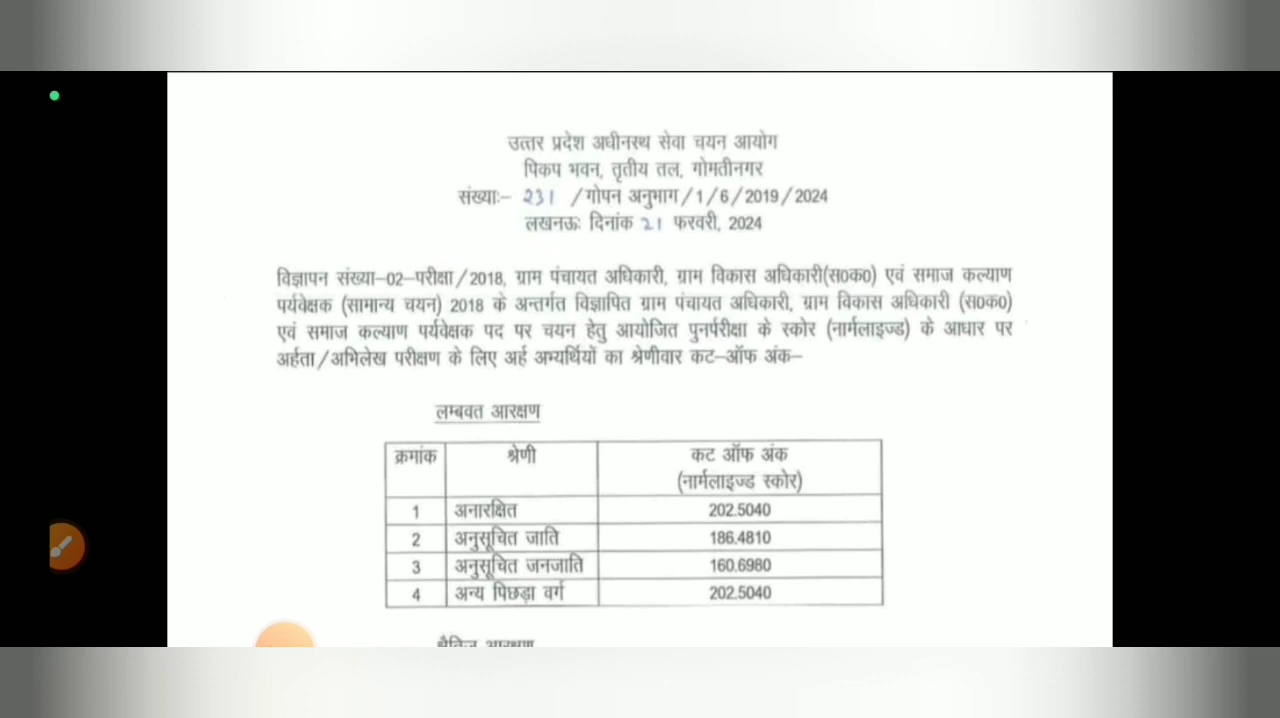 उत्तर प्रदेश अधीनस्थ सेवा चयन आयोग
पिकप भवन, तृतीय तल, गोमतीनगर
संख्याः– 231 /गोपन अनुभाग/1/6/2019/2024
लखनऊः दिनांक 21 फरवरी, 2024
विज्ञापन संख्या–02–परीक्षा/2018, ग्राम पंचायत अधिकारी, ग्राम विकास अधिकारी(स0क0) एवं समाज कल्याण
पर्यवेक्षक (सामान्य चयन) 2018 के अन्तर्गत विज्ञापित ग्राम पंचायत अधिकारी, ग्राम विकास अधिकारी (स0क0)
एवं समाज कल्याण पर्यवेक्षक पद पर चयन हेतु आयोजित पुनर्परीक्षा के स्कोर (नार्मलाइज्ड) के आधार पर
अर्हता/अभिलेख परीक्षण के लिए अर्ह अभ्यर्थियों का श्रेणीवार कट–ऑफ अंक–
लम्बवत आरक्षण
क्रमांक श्रेणी कट ऑफ अंक
(नार्मलाइज्ड स्कोर)
1 अनारक्षित 202.5040
2 अनुसूचित जाति 186.4810
3 अनुसूचित जनजाति 160.6980
4 अन्य पिछड़ा वर्ग 202.5040